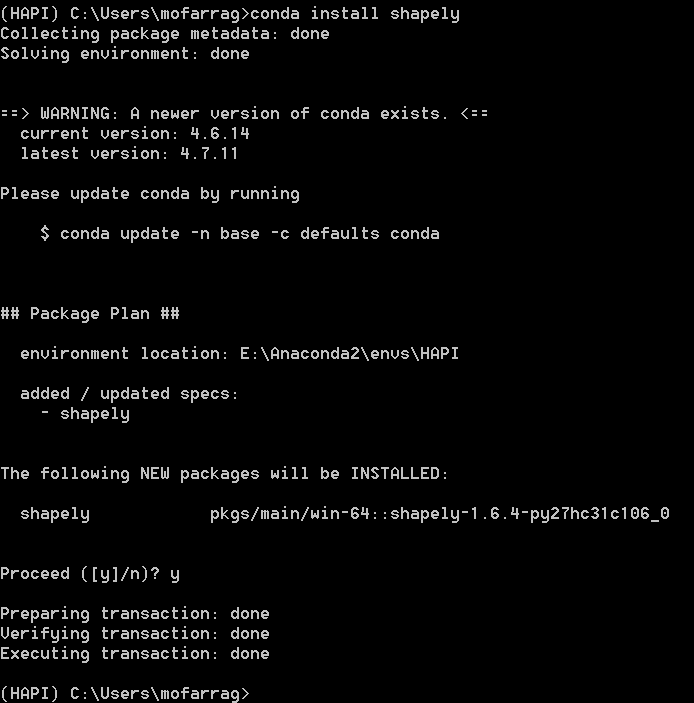 (HAPI) C:\Users\mofarrag>conda install shapely
Collecting package metadata: done
Solving environment: done
==> WARNING: A newer version of conda exists. <==
current version: 4.6.14
latest version: 4.7.11
Please update conda by running
$ conda update -n base -c defaults conda
## Package Plan ##
environment location: E:\Anaconda2\envs\HAPI
added / updated specs:
- shapely
The following NEW packages will be INSTALLED:
shapely pkgs/main/win-64::shapely-1.6.4-py27hc31c106_0
Proceed ([y]/n)? y
Preparing transaction: done
Verifying transaction: done
Executing transaction: done
(HAPI) C:\Users\mofarrag>